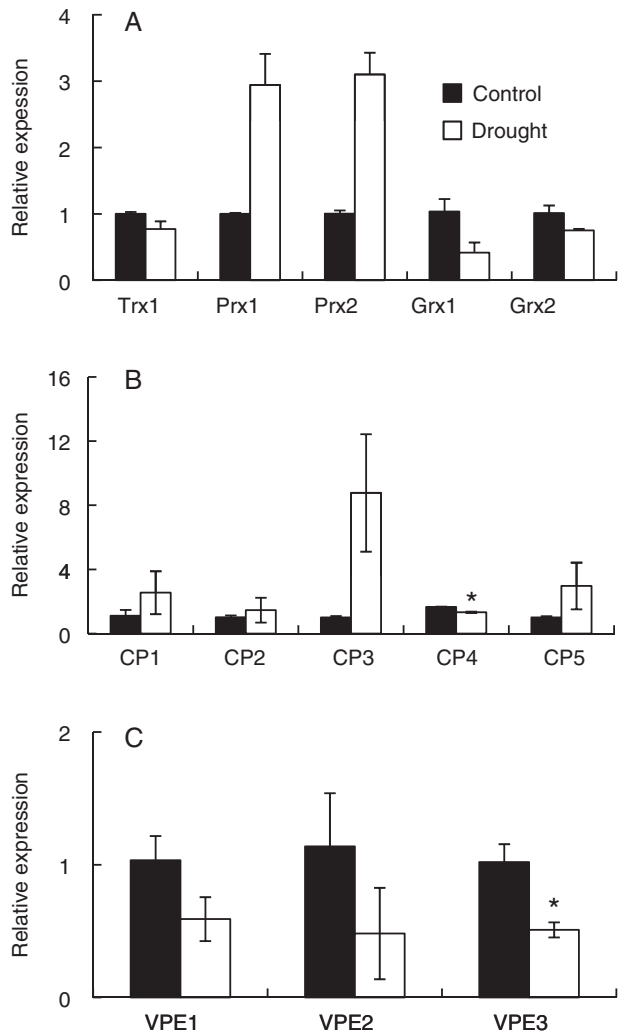 A
Relative expession
4
3
2
1
0
Control
Drought
Trx1 Prx1 Prx2 Grx1 Grx2
B
Relative expression
16
12
8
4
0
*
CP1 CP2 CP3 CP4 CP5
C
Relative expression
2
1
0
*
VPE1 VPE2 VPE3